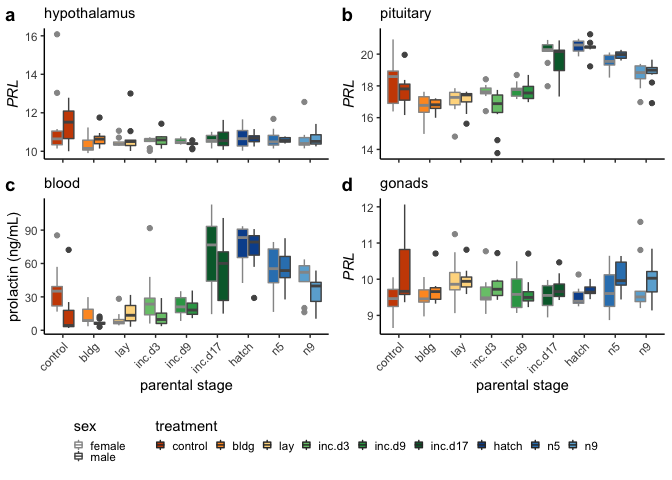 a hypothalamus
PRL
16
14
12
10
b pituitary
PRL
20
18
16
14
c blood
prolactin (ng/mL)
90
60
30
0
control bldg lay inc.d3 inc.d9 inc.d17 hatch n5 n9
parental stage
d gonads
PRL
12
11
10
9
control bldg lay inc.d3 inc.d9 inc.d17 hatch n5 n9
parental stage
sex
female
male
treatment
control bldg lay inc.d3 inc.d9 inc.d17 hatch n5 n9